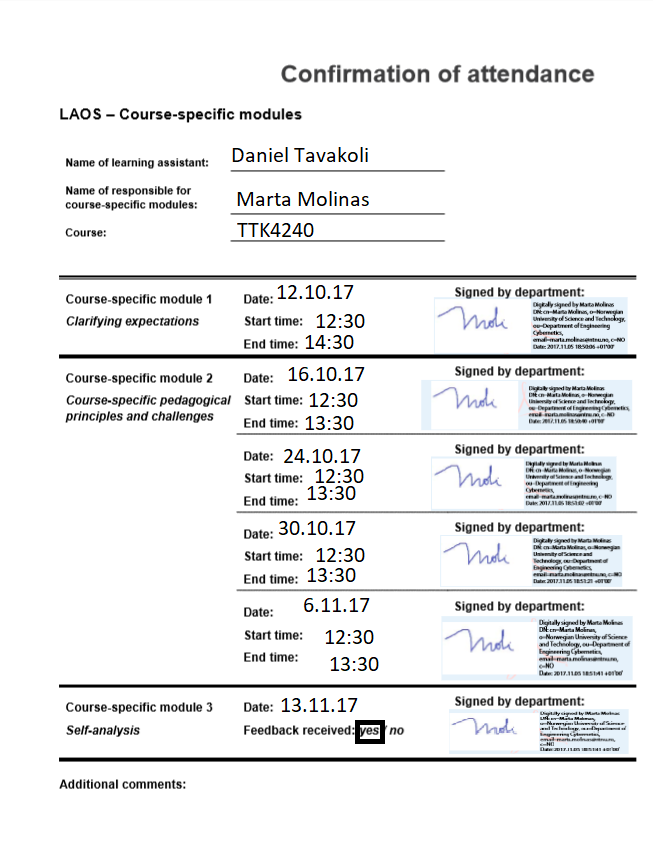 Confirmation of attendance
LAOS – Course-specific modules
Name of learning assistant: Daniel Tavakoli
Name of responsible for
course-specific modules: Marta Molinas
Course: TTK4240
Course-specific module 1
Clarifying expectations
Date: 12.10.17
Start time: 12:30
End time: 14:30
Signed by department:
Digitally signed by Marta Molinas
DN: cn=Marta Molinas, o=Norwegian
University of Science and Technology,
ou=Department of Engineering
Cybernetics,
email=marta.molinas@ntnu.no, c=NO
Date: 2017.11.05 18:50:06 +01'00'
Course-specific module 2
Course-specific pedagogical
principles and challenges
Date: 16.10.17
Start time: 12:30
End time: 13:30
Signed by department:
Digitally signed by Marta Molinas
DN: cn=Marta Molinas, o=Norwegian
University of Science and Technology,
ou=Department of Engineering Cybernetics,
email=marta.molinas@ntnu.no, c=NO
Date: 2017.11.05 18:50:48 +01'00'
Date: 24.10.17
Start time: 12:30
End time: 13:30
Signed by department:
Digitally signed by Marta Molinas
DN: cn=Marta Molinas, o=Norwegian
University of Science and Technology,
ou=Department of Engineering
Cybernetics,
email=marta.molinas@ntnu.no, c=NO
Date: 2017.11.05 18:51:02 +01'00'
Date: 30.10.17
Start time: 12:30
End time: 13:30
Signed by department:
Digitally signed by Marta Molinas
DN: cn=Marta Molinas, o=Norwegian
University of Science and
Technology, ou=Department of
Engineering Cybernetics,
email=marta.molinas@ntnu.no, c=NO
Date: 2017.11.05 18:51:21 +01'00'
Date: 6.11.17
Start time: 12:30
End time: 13:30
Signed by department:
Digitally signed by Marta Molinas
DN: cn=Marta Molinas,
o=Norwegian University of Science
and Technology, ou=Department of
Engineering Cybernetics,
email=marta.molinas@ntnu.no,
c=NO
Date: 2017.11.05 18:51:41 +01'00'
Course-specific module 3
Self-analysis
Date: 13.11.17
Feedback received: yes / no
Signed by department:
Digitally signed by Marta Molinas
DN: cn=Marta Molinas,
o=Norwegian University of Science
and Technology, ou=Department of
Engineering Cybernetics,
email=marta.molinas@ntnu.no,
c=NO
Date: 2017.11.05 18:51:41 +01'00'
Additional comments: